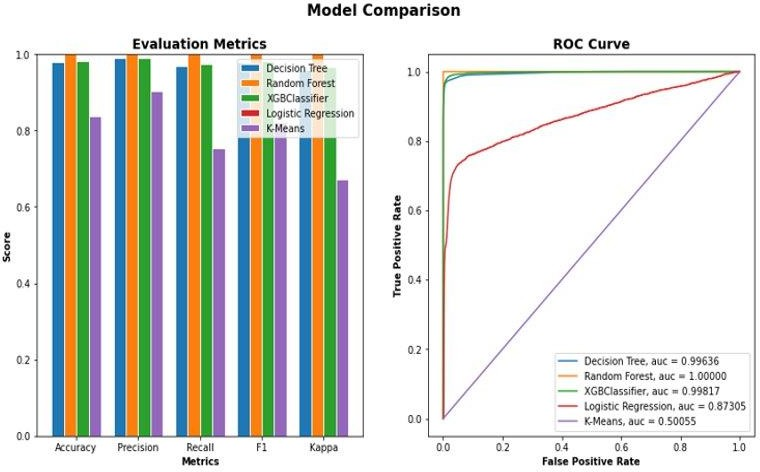 Model Comparison
Evaluation Metrics
Score
1.0
0.8
0.6
0.4
0.2
0.0
Decision Tree
Random Forest
XGBClassifier
Logistic Regression
K-Means
Accuracy Precision Recall F1 Kappa
Metrics
ROC Curve
True Positive Rate
1.0
0.8
0.6
0.4
0.2
0.0
Decision Tree, auc = 0.99636
Random Forest, auc = 1.00000
XGBClassifier, auc = 0.99817
Logistic Regression, auc = 0.87305
K-Means, auc = 0.50055
0.0 0.2 0.4 0.6 0.8 1.0
False Positive Rate